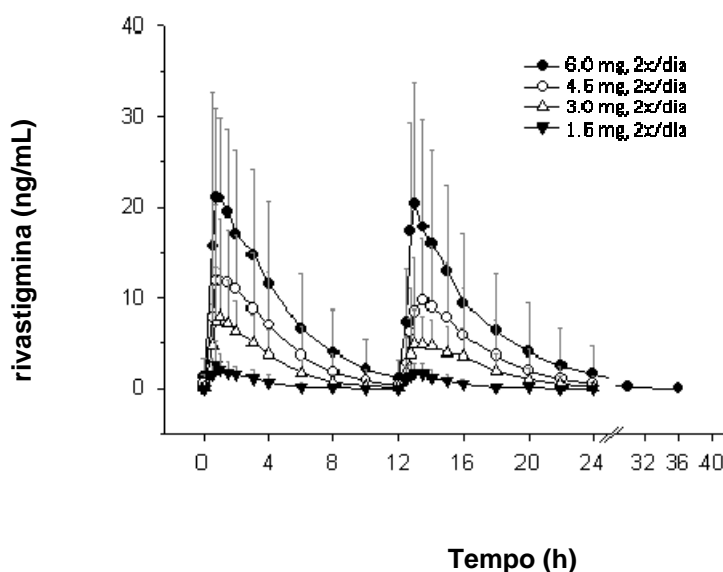 40
30
20
10
0
rivastigmina (ng/mL)
6.0 mg, 2x/dia
4.5 mg, 2x/dia
3.0 mg, 2x/dia
1.5 mg, 2x/dia
0 4 8 12 16 20 24 32 36 40
Tempo (h)